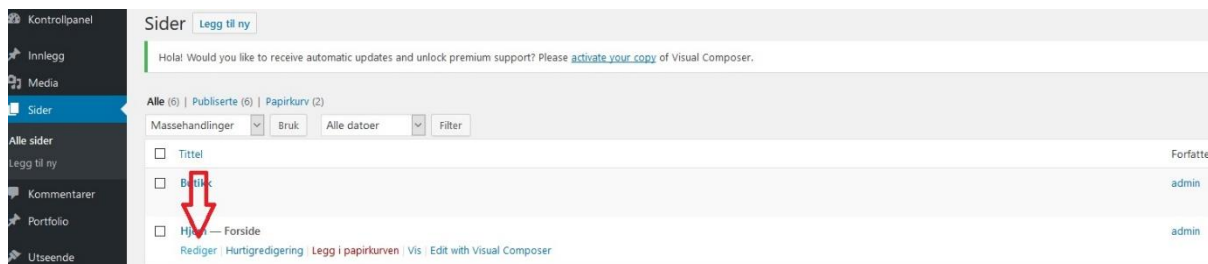 Kontrollpanel
Innlegg
Media
Sider
Alle sider
Legg til ny
Kommentarer
Portfolio
Utseende
Sider Legg til ny
Hola! Would you like to receive automatic updates and unlock premium support? Please activate your copy of Visual Composer.
Alle (6) | Publiserte (6) | Papirkurv (2)
Massehandlinger Bruk Alle datoer Filter
Tittel Forfatte
Butikk admin
Hjem — Forside admin
Rediger | Hurtigredigering | Legg i papirkurven | Vis | Edit with Visual Composer